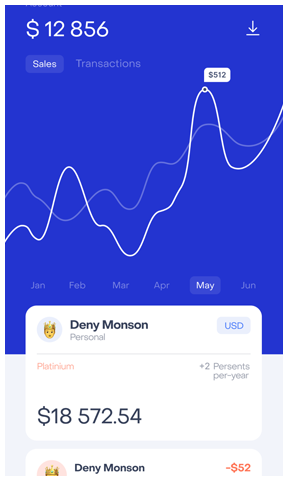 Account
$ 12 856
Sales
Transactions
$512
Jan Feb Mar Apr May Jun
Deny Monson
USD
Personal
Platinium
+2 Persents
per-year
$18 572.54
Deny Monson
-$52